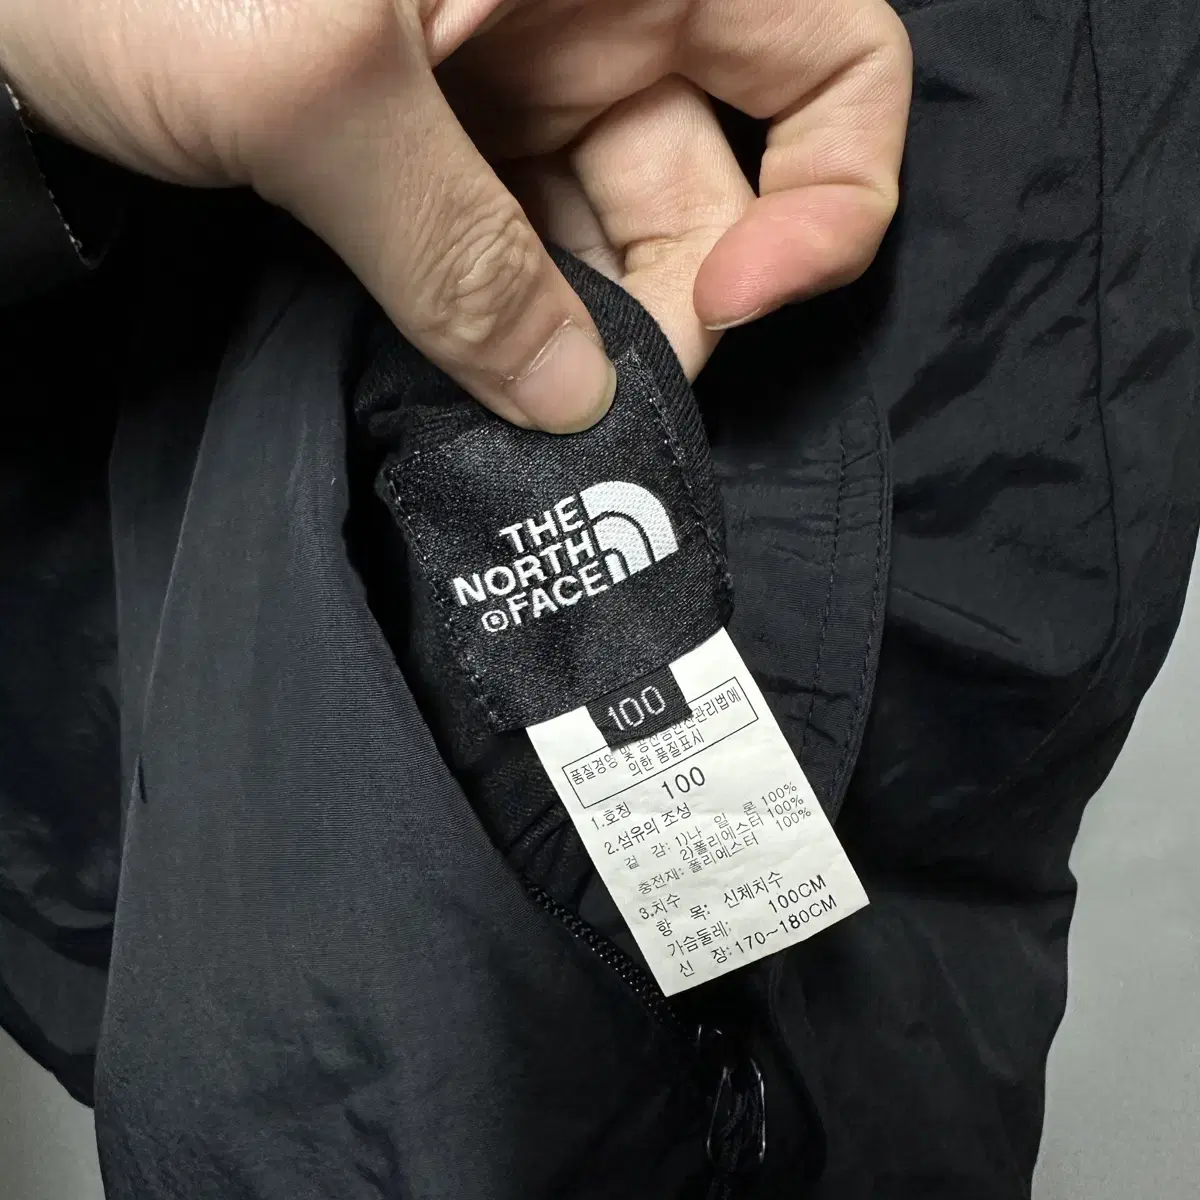 THE
NORTH
FACE
100
품질경영 및 공산품안전관리법에
의한 품질표시
1.호칭 100
2.섬유의 조성
겉 감: 1)나 일 론 100%
2)폴리에스터 100%
충전재: 폴리에스터 100%
3.치수
항 목: 신체치수
가슴둘레: 100CM
신 장: 170~180CM